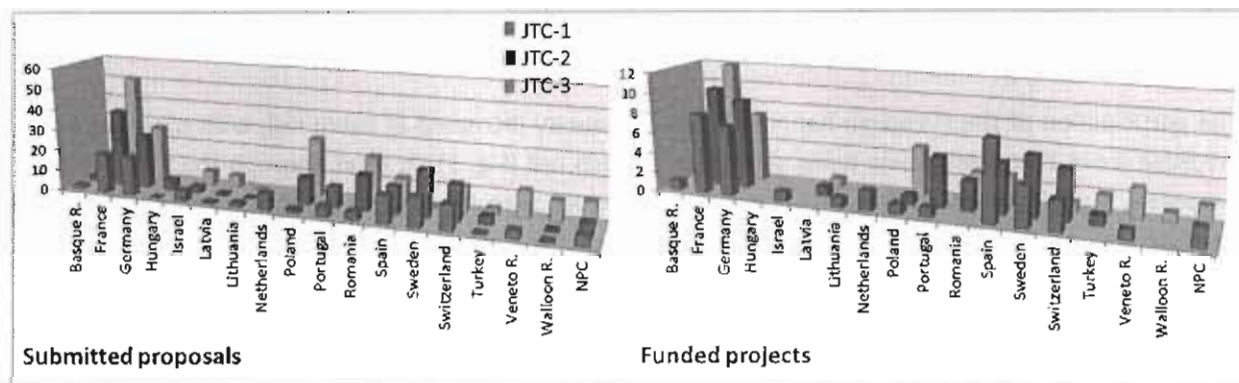 JTC-1
JTC-2
JTC-3
60
50
40
30
20
10
0
Basque R.
France
Germany
Hungary
Israel
Latvia
Lithuania
Netherlands
Poland
Portugal
Romania
Spain
Sweden
Switzerland
Turkey
Veneto R.
Walloon R.
NPC
Submitted proposals
12
10
8
6
4
2
0
Basque R.
France
Germany
Hungary
Israel
Latvia
Lithuania
Netherlands
Poland
Portugal
Romania
Spain
Sweden
Switzerland
Turkey
Veneto R.
Walloon R.
NPC
Funded projects